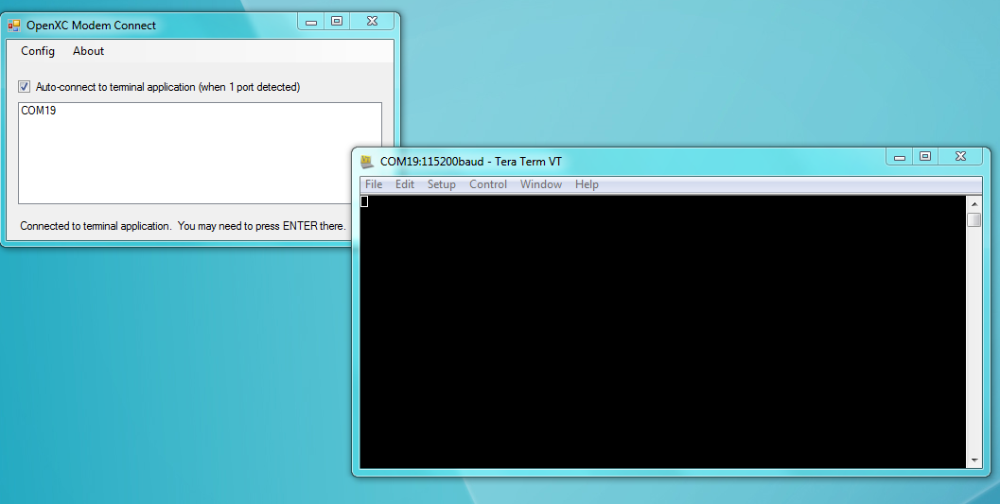 OpenXC Modem Connect
Config About
Auto-connect to terminal application (when 1 port detected)
COM19
Connected to terminal application. You may need to press ENTER there.
COM19:115200baud - Tera Term VT
File Edit Setup Control Window Help